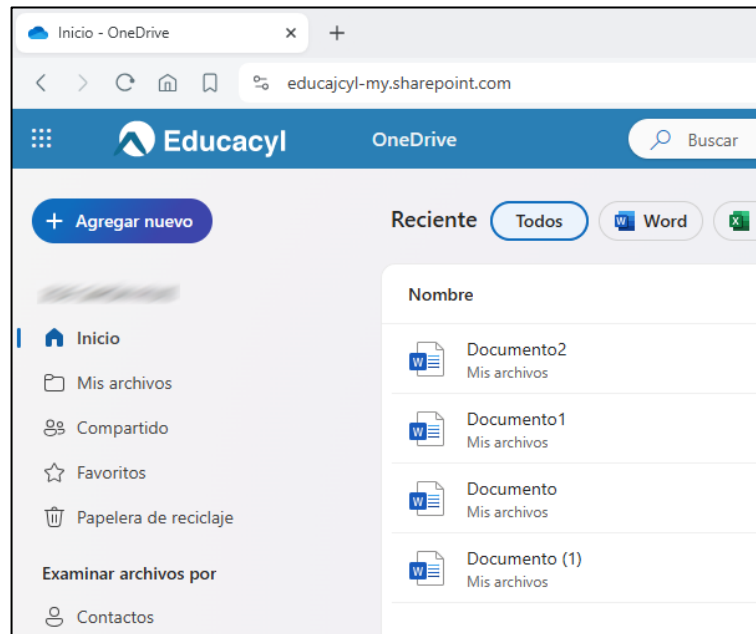 Inicio - OneDrive
educajcyl-my.sharepoint.com
Educacyl OneDrive Buscar
Agregar nuevo
Reciente Todos Word
Nombre
Inicio
Mis archivos
Compartido
Favoritos
Papelera de reciclaje
Examinar archivos por
Contactos
Documento2
Mis archivos
Documento1
Mis archivos
Documento
Mis archivos
Documento (1)
Mis archivos